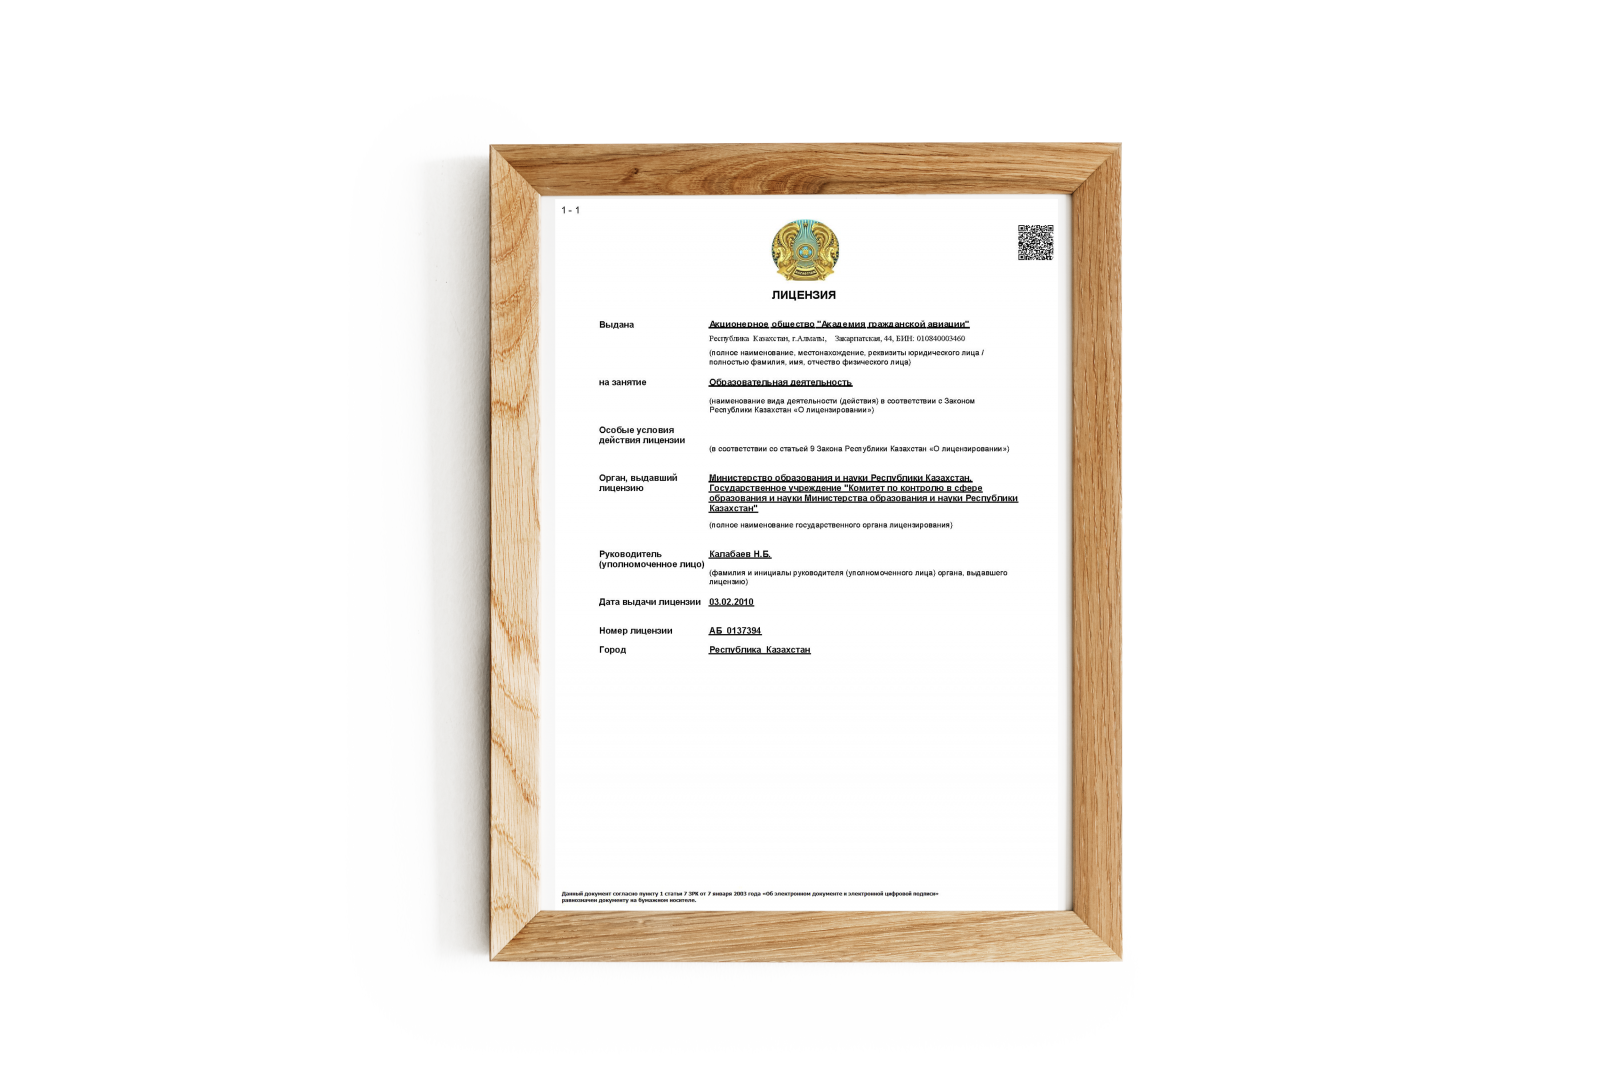 1 - 1
ЛИЦЕНЗИЯ
Выдана
Акционерное общество "Академия гражданской авиации"
Республика Казахстан, г.Алматы, Закарпатская, 44, БИН: 010840003460
(полное наименование, местонахождение, реквизиты юридического лица /
полностью фамилия, имя, отчество физического лица)
на занятие
Образовательная деятельность
(наименование вида деятельности (действия) в соответствии с Законом
Республики Казахстан «О лицензировании»)
Особые условия
действия лицензии
(в соответствии со статьей 9 Закона Республики Казахстан «О лицензировании»)
Орган, выдавший
лицензию
Министерство образования и науки Республики Казахстан.
Государственное учреждение "Комитет по контролю в сфере
образования и науки Министерства образования и науки Республики
Казахстан"
(полное наименование государственного органа лицензирования)
Руководитель
(уполномоченное лицо)
Калабаев Н.Б.
(фамилия и инициалы руководителя (уполномоченного лица) органа, выдавшего
лицензию)
Дата выдачи лицензии 03.02.2010
Номер лицензии АБ 0137394
Город Республика Казахстан
Данный документ согласно пункту 1 статьи 7 ЗРК от 7 января 2003 года «Об электронном документе и электронной цифровой подписи»
равнозначен документу на бумажном носителе.